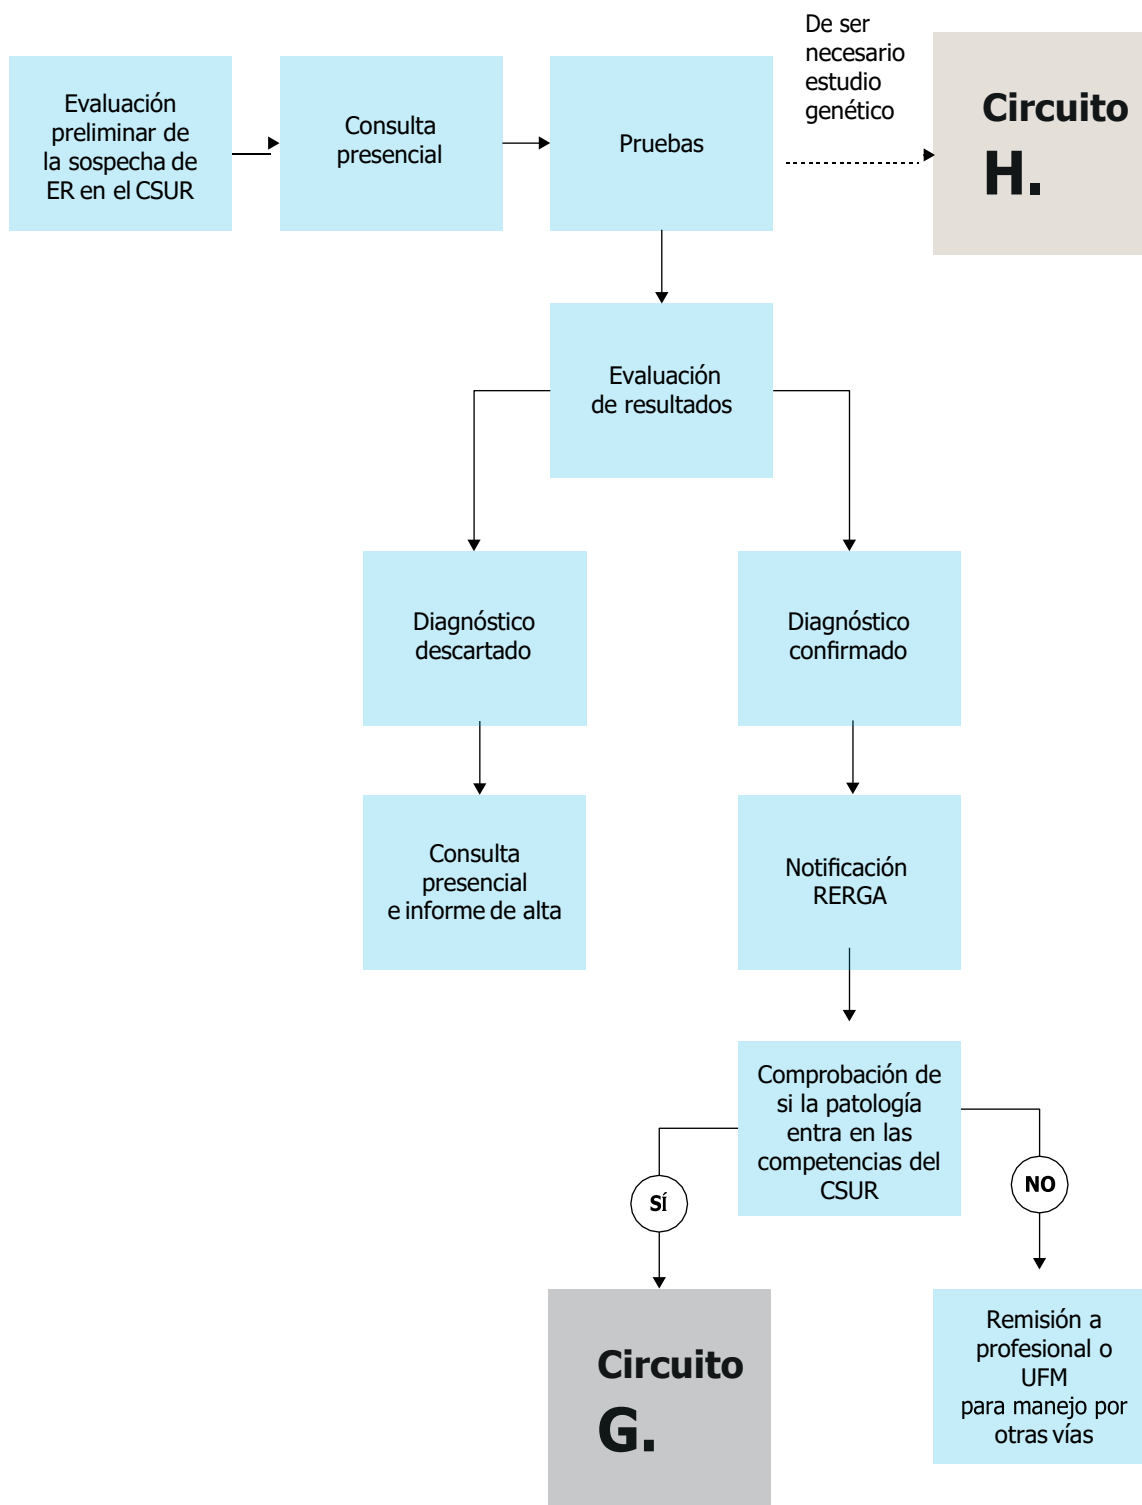 De ser
necesario
estudio
genético
Evaluación
preliminar de
la sospecha de
ER en el CSUR
Consulta
presencial
Pruebas
Circuito
H.
Evaluación
de resultados
Diagnóstico
descartado
Diagnóstico
confirmado
Consulta
presencial
e informe de alta
Notificación
RERGA
Comprobación de
si la patología
entra en las
competencias del
CSUR
SÍ
NO
Circuito
G.
Remisión a
profesional o
UFM
para manejo por
otras vías